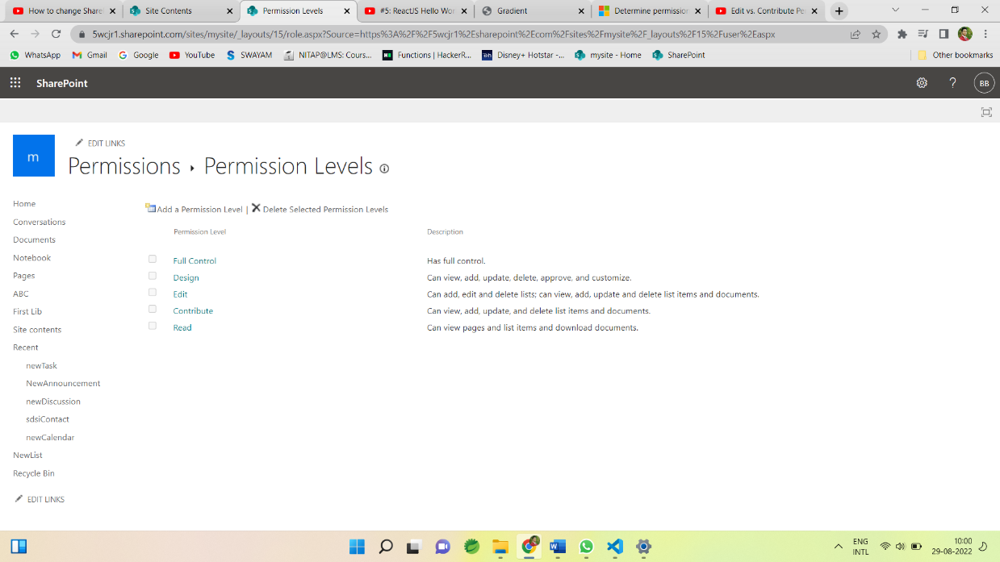 How to change Share
Site Contents
Permission Levels
#5: ReactJS Hello Wor
Gradient
Determine permission
Edit vs. Contribute Pe
5wcjr1.sharepoint.com/sites/mysite/_layouts/15/role.aspx?Source=https%3A%2F%2F5wcjr1%2Esharepoint%2Ecom%2Fsites%2Fmysite%2F_layouts%2F15%2Fuser%2Easpx
WhatsApp
Gmail
Google
YouTube
SWAYAM
NITAP@LMS: Cours...
Functions | HackerR...
Disney+ Hotstar -...
mysite - Home
SharePoint
Other bookmarks
SharePoint
BB
m
EDIT LINKS
Permissions ▸ Permission Levels
Home
Conversations
Documents
Notebook
Pages
ABC
First Lib
Site contents
Recent
newTask
NewAnnouncement
newDiscussion
sdsiContact
newCalendar
NewList
Recycle Bin
EDIT LINKS
Add a Permission Level | Delete Selected Permission Levels
Permission Level Description
Full Control Has full control.
Design Can view, add, update, delete, approve, and customize.
Edit Can add, edit and delete lists; can view, add, update and delete list items and documents.
Contribute Can view, add, update, and delete list items and documents.
Read Can view pages and list items and download documents.
ENG
INTL
10:00
29-08-2022